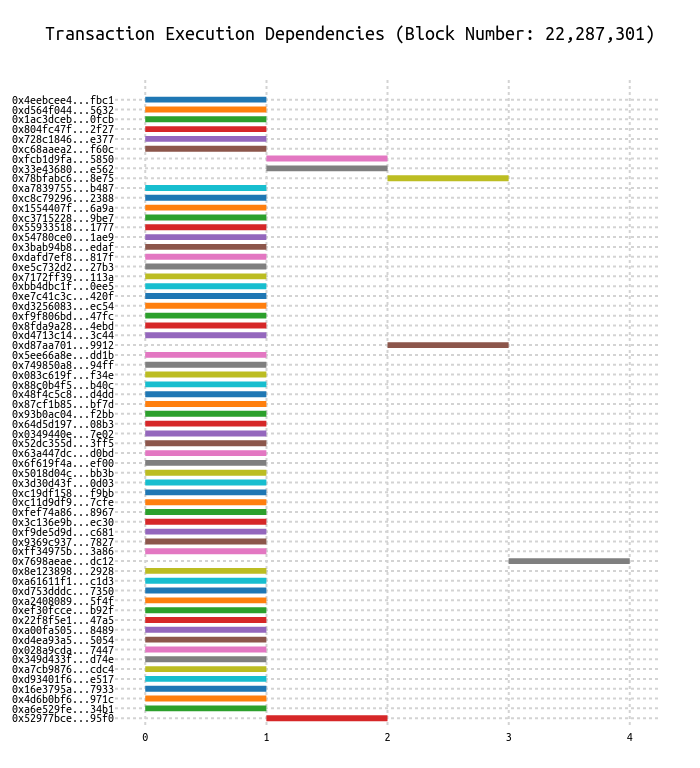 Transaction Execution Dependencies (Block Number: 22,287,301)
0x4eebcee4...fbc1
0xd564f044...5632
0x1ac3dceb...0fcb
0x804fc47f...2f27
0x728c1846...e377
0xc68aaea2...f60c
0xfcb1d9fa...5850
0x33e43680...e562
0x78bfabc6...8e75
0xa7839755...b487
0xc8c79296...2388
0x1554407f...6a9a
0xc3715228...9be7
0x55933518...1777
0x54780ce0...1ae9
0x3bab94b8...edaf
0xdafd7ef8...817f
0xe5c732d2...27b3
0x7172ff39...113a
0xbb4dbc1f...0ee5
0xe7c41c3c...420f
0xd3256083...ec54
0xf9f806bd...47fc
0x8fda9a28...4ebd
0xd4713c14...3c44
0xd87aa701...9912
0x5ee66a8e...dd1b
0x749850a8...94ff
0x083c619f...f34e
0x88c0b4f5...b40c
0x48f4c5c8...d4dd
0x87cf1b85...bf7d
0x93b0ac04...f2bb
0x64d5d197...08b3
0x0349440e...7e02
0x52dc355d...3ff5
0x63a447dc...d0bd
0x6f619f4a...ef00
0x5018d04c...bb3b
0x3d30d43f...0d03
0xc19df158...f9bb
0xc11d9df9...7cfe
0xfef74a86...8967
0x3c136e9b...ec30
0xf9de5d9d...c681
0x9369c937...7827
0xff34975b...3a86
0x7698aeae...dc12
0x8e123898...2928
0xa61611f1...c1d3
0xd753dddc...7350
0xa2408089...5f4f
0xef30fcce...b92f
0x22f8f5e1...47a5
0xa00fa505...8489
0xd4ea93a5...5054
0x028a9cda...7447
0x349d433f...d74e
0xa7cb9876...cdc4
0xd93401f6...e517
0x16e3795a...7933
0x4d6b0bf6...971c
0xa6e529fe...34b1
0x52977bce...95f0
0 1 2 3 4